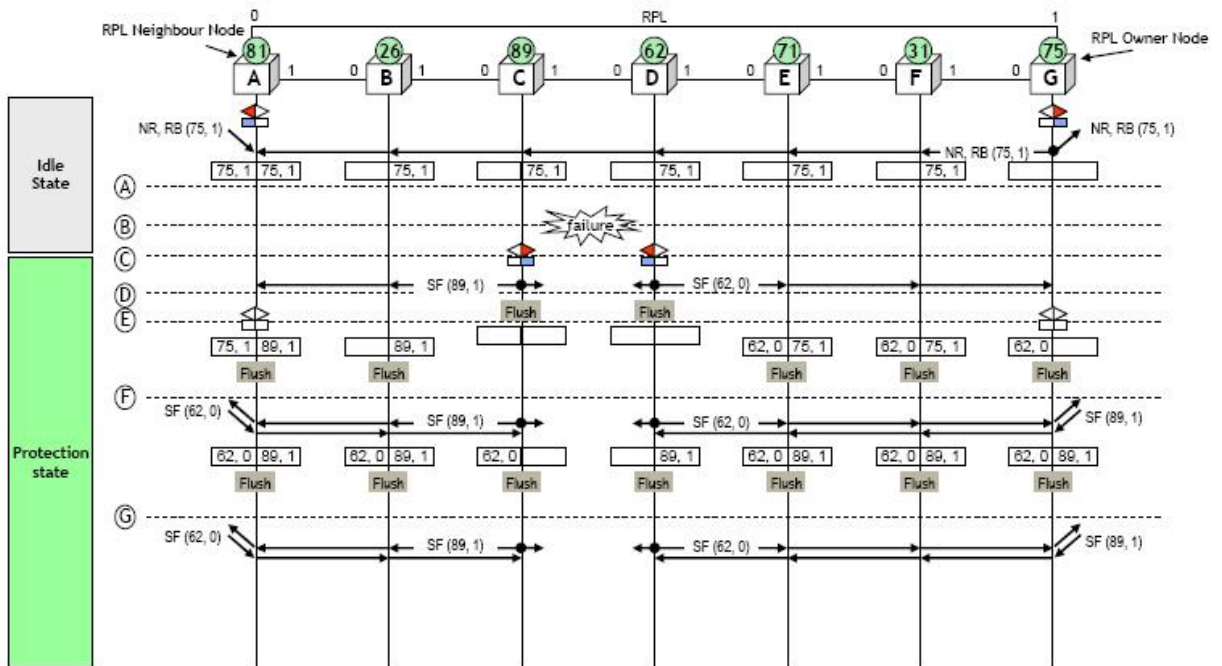 0 RPL 1
RPL Neighbour Node
RPL Owner Node
81 26 89 62 71 31 75
A 1 0 B 1 0 C 1 0 D 1 0 E 1 0 F 1 0 G
NR, RB (75, 1)
NR, RB (75, 1)
NR, RB (75, 1)
Idle
State
75, 1 75, 1 75, 1 75, 1 75, 1 75, 1 75, 1
A
B
failure
C
SF (89, 1) SF (62, 0)
D
Flush Flush
E
75, 1 89, 1 89, 1 62, 0 75, 1 62, 0 75, 1 62, 0
Flush Flush Flush Flush Flush
F
SF (62, 0) SF (89, 1) SF (62, 0) SF (89, 1)
Protection
state
62, 0 89, 1 62, 0 89, 1 62, 0 89, 1 62, 0 89, 1 62, 0 89, 1 62, 0 89, 1
Flush Flush Flush Flush Flush Flush Flush
G
SF (62, 0) SF (89, 1) SF (62, 0) SF (89, 1)